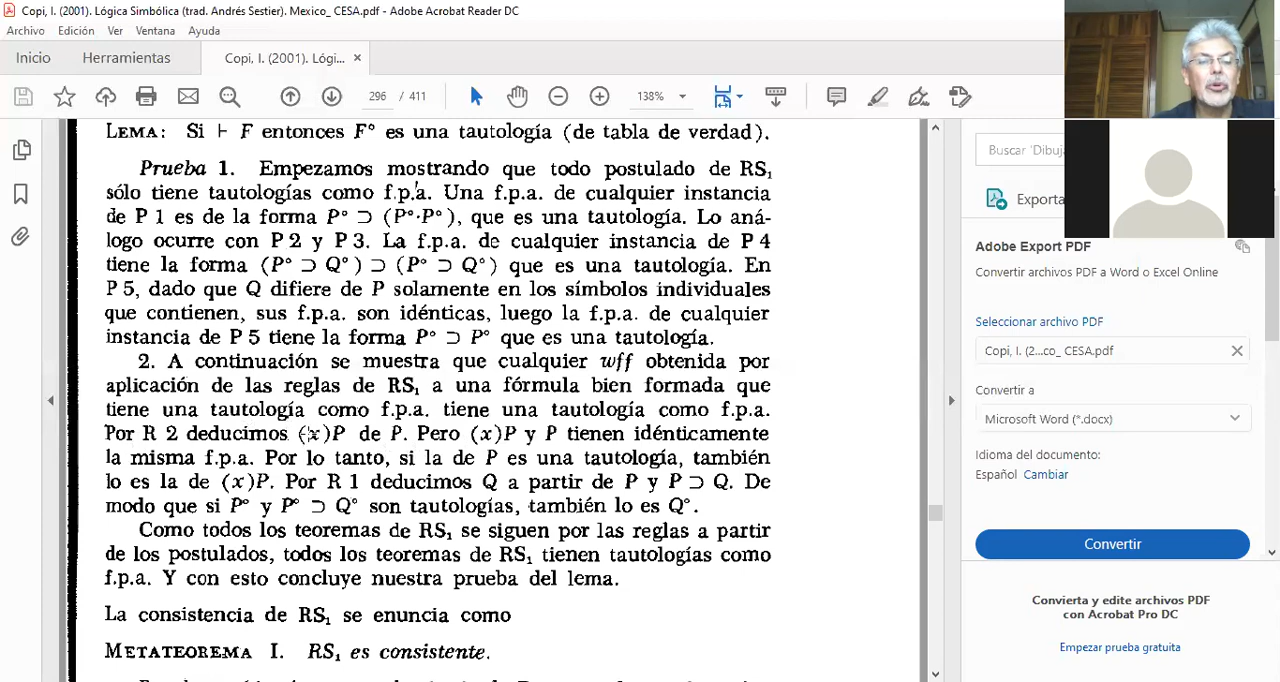 Copi, I. (2001). Lógica Simbólica (trad. Andrés Sestier). Mexico_ CESA.pdf - Adobe Acrobat Reader DC
Archivo Edición Ver Ventana Ayuda
Inicio Herramientas Copi, I. (2001). Lógi... ×
296 / 411 138%
LEMA: Si ⊢ F entonces F° es una tautología (de tabla de verdad).
Prueba 1. Empezamos mostrando que todo postulado de RS₁
sólo tiene tautologías como f.p.a. Una f.p.a. de cualquier instancia
de P 1 es de la forma P° ⊃ (P°·P°), que es una tautología. Lo aná-
logo ocurre con P 2 y P 3. La f.p.a. de cualquier instancia de P 4
tiene la forma (P° ⊃ Q°) ⊃ (P° ⊃ Q°) que es una tautología. En
P 5, dado que Q difiere de P solamente en los símbolos individuales
que contienen, sus f.p.a. son idénticas, luego la f.p.a. de cualquier
instancia de P 5 tiene la forma P° ⊃ P° que es una tautología.
2. A continuación se muestra que cualquier wff obtenida por
aplicación de las reglas de RS₁ a una fórmula bien formada que
tiene una tautología como f.p.a. tiene una tautología como f.p.a.
Por R 2 deducimos (x)P de P. Pero (x)P y P tienen idénticamente
la misma f.p.a. Por lo tanto, si la de P es una tautología, también
lo es la de (x)P. Por R 1 deducimos Q a partir de P y P ⊃ Q. De
modo que si P° y P° ⊃ Q° son tautologías, también lo es Q°.
Como todos los teoremas de RS₁ se siguen por las reglas a partir
de los postulados, todos los teoremas de RS₁ tienen tautologías como
f.p.a. Y con esto concluye nuestra prueba del lema.
La consistencia de RS₁ se enuncia como
METATEOREMA I. RS₁ es consistente.
Buscar 'Dibuja
Exporta
Adobe Export PDF
Convertir archivos PDF a Word o Excel Online
Seleccionar archivo PDF
Copi, I. (2...co_ CESA.pdf
Convertir a
Microsoft Word (*.docx)
Idioma del documento:
Español Cambiar
Convertir
Convierta y edite archivos PDF
con Acrobat Pro DC
Empezar prueba gratuita